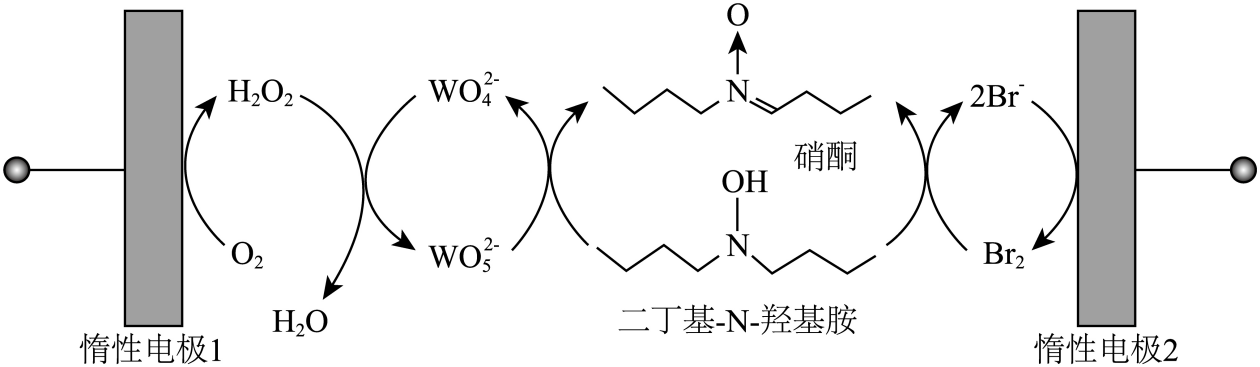 O
H₂O₂
WO₄²⁻
N
2Br⁻
硝酮
OH
O₂
WO₅²⁻
N
Br₂
H₂O
二丁基-N-羟基胺
惰性电极1
惰性电极2